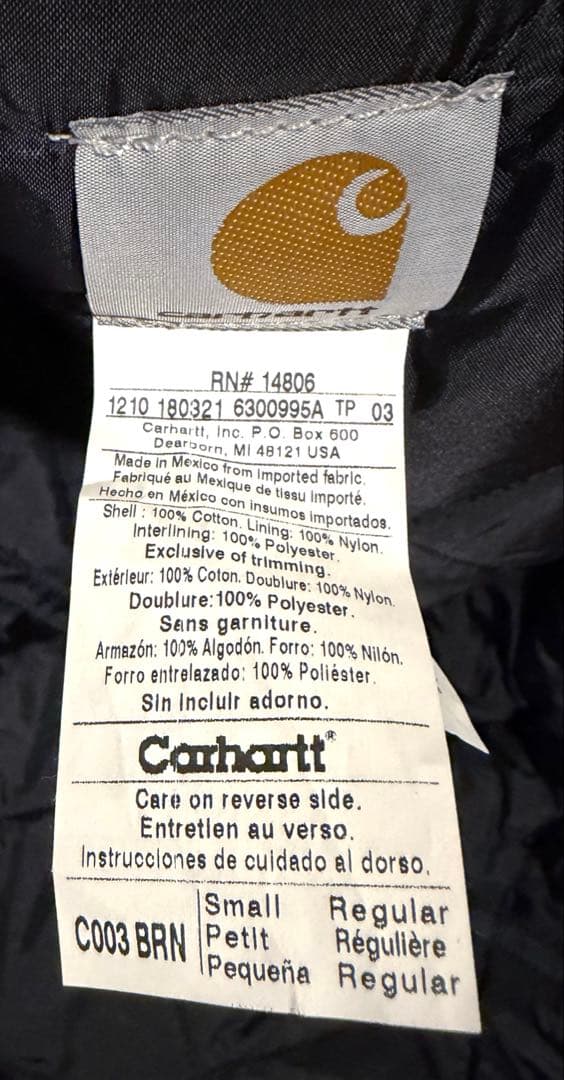 carhartt
RN# 14806
1210 180321 6300995A TP 03
Carhartt, Inc. P.O. Box 600
Dearborn, MI 48121 USA
Made in Mexico from imported fabric.
Fabriqué au Mexique de tissu importé.
Hecho en México con insumos importados.
Shell : 100% Cotton. Lining: 100% Nylon.
Interlining: 100% Polyester.
Exclusive of trimming.
Extérieur: 100% Coton. Doublure: 100% Nylon.
Doublure:100% Polyester.
Sans garniture.
Armazón: 100% Algodón. Forro: 100% Nilón.
Forro entrelazado: 100% Poliéster.
Sin incluir adorno.
Carhartt®
Care on reverse side.
Entretien au verso.
Instrucciones de cuidado al dorso.
C003 BRN
Small Regular
Petit Régulière
Pequeña Regular